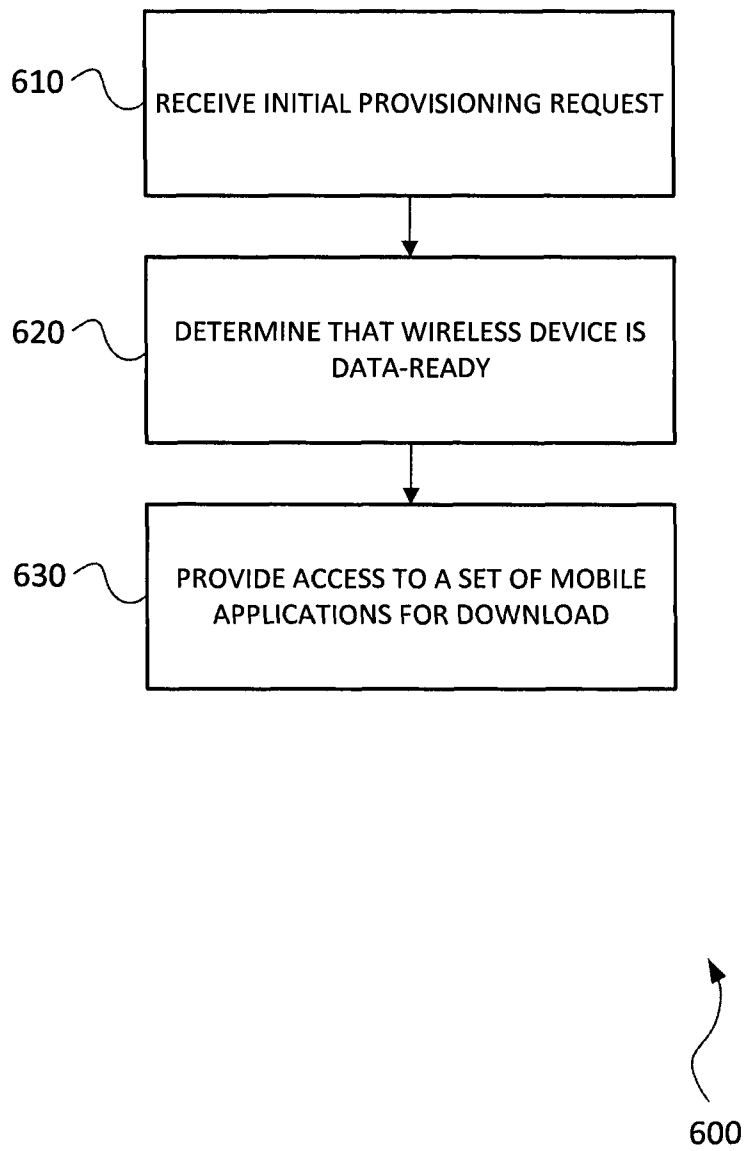 610
RECEIVE INITIAL PROVISIONING REQUEST
620
DETERMINE THAT WIRELESS DEVICE IS
DATA-READY
630
PROVIDE ACCESS TO A SET OF MOBILE
APPLICATIONS FOR DOWNLOAD
600